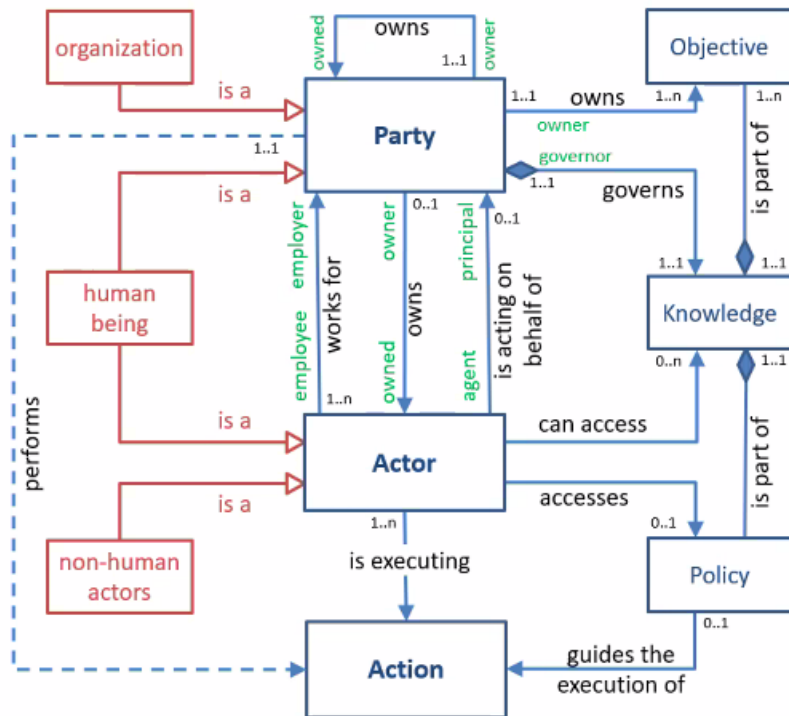 organization
owned
owns
owner
1..1
Objective
is a
Party
1..1
owns
1..n
1..n
owner
1..1
is a
governor
1..1
governs
is part of
0..1
0..1
employer
owner
principal
human
being
works for
owns
is acting on
behalf of
employee
owned
agent
1..n
1..1
1..1
Knowledge
0..n
1..1
performs
is a
can access
Actor
is a
accesses
is part of
1..n
0..1
non-human
actors
is executing
Policy
0..1
Action
guides the
execution of